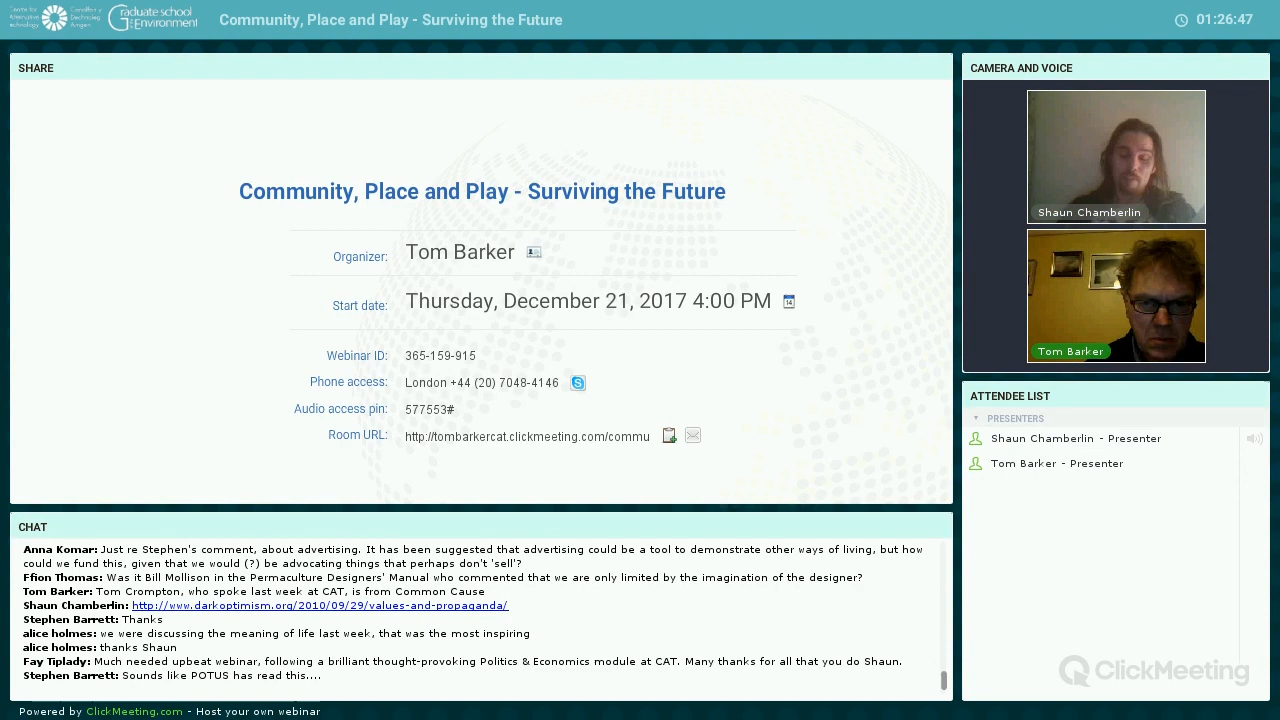 Centre for
Alternative
Technology
Canolfan y
Dechnoleg
Amgen
Graduate school
of the Environment
Community, Place and Play - Surviving the Future
01:26:47
SHARE
Community, Place and Play - Surviving the Future
Organizer: Tom Barker
Start date: Thursday, December 21, 2017 4:00 PM
14
Webinar ID: 365-159-915
Phone access: London +44 (20) 7048-4146
Audio access pin: 577553#
Room URL: http://tombarkercat.clickmeeting.com/commu
CAMERA AND VOICE
Shaun Chamberlin
Tom Barker
ATTENDEE LIST
PRESENTERS
Shaun Chamberlin - Presenter
Tom Barker - Presenter
ClickMeeting
CHAT
Anna Komar: Just re Stephen's comment, about advertising. It has been suggested that advertising could be a tool to demonstrate other ways of living, but how
could we fund this, given that we would (?) be advocating things that perhaps don't 'sell'?
Ffion Thomas: Was it Bill Mollison in the Permaculture Designers' Manual who commented that we are only limited by the imagination of the designer?
Tom Barker: Tom Crompton, who spoke last week at CAT, is from Common Cause
Shaun Chamberlin: http://www.darkoptimism.org/2010/09/29/values-and-propaganda/
Stephen Barrett: Thanks
alice holmes: we were discussing the meaning of life last week, that was the most inspiring
alice holmes: thanks Shaun
Fay Tiplady: Much needed upbeat webinar, following a brilliant thought-provoking Politics & Economics module at CAT. Many thanks for all that you do Shaun.
Stephen Barrett: Sounds like POTUS has read this....
Powered by ClickMeeting.com - Host your own webinar